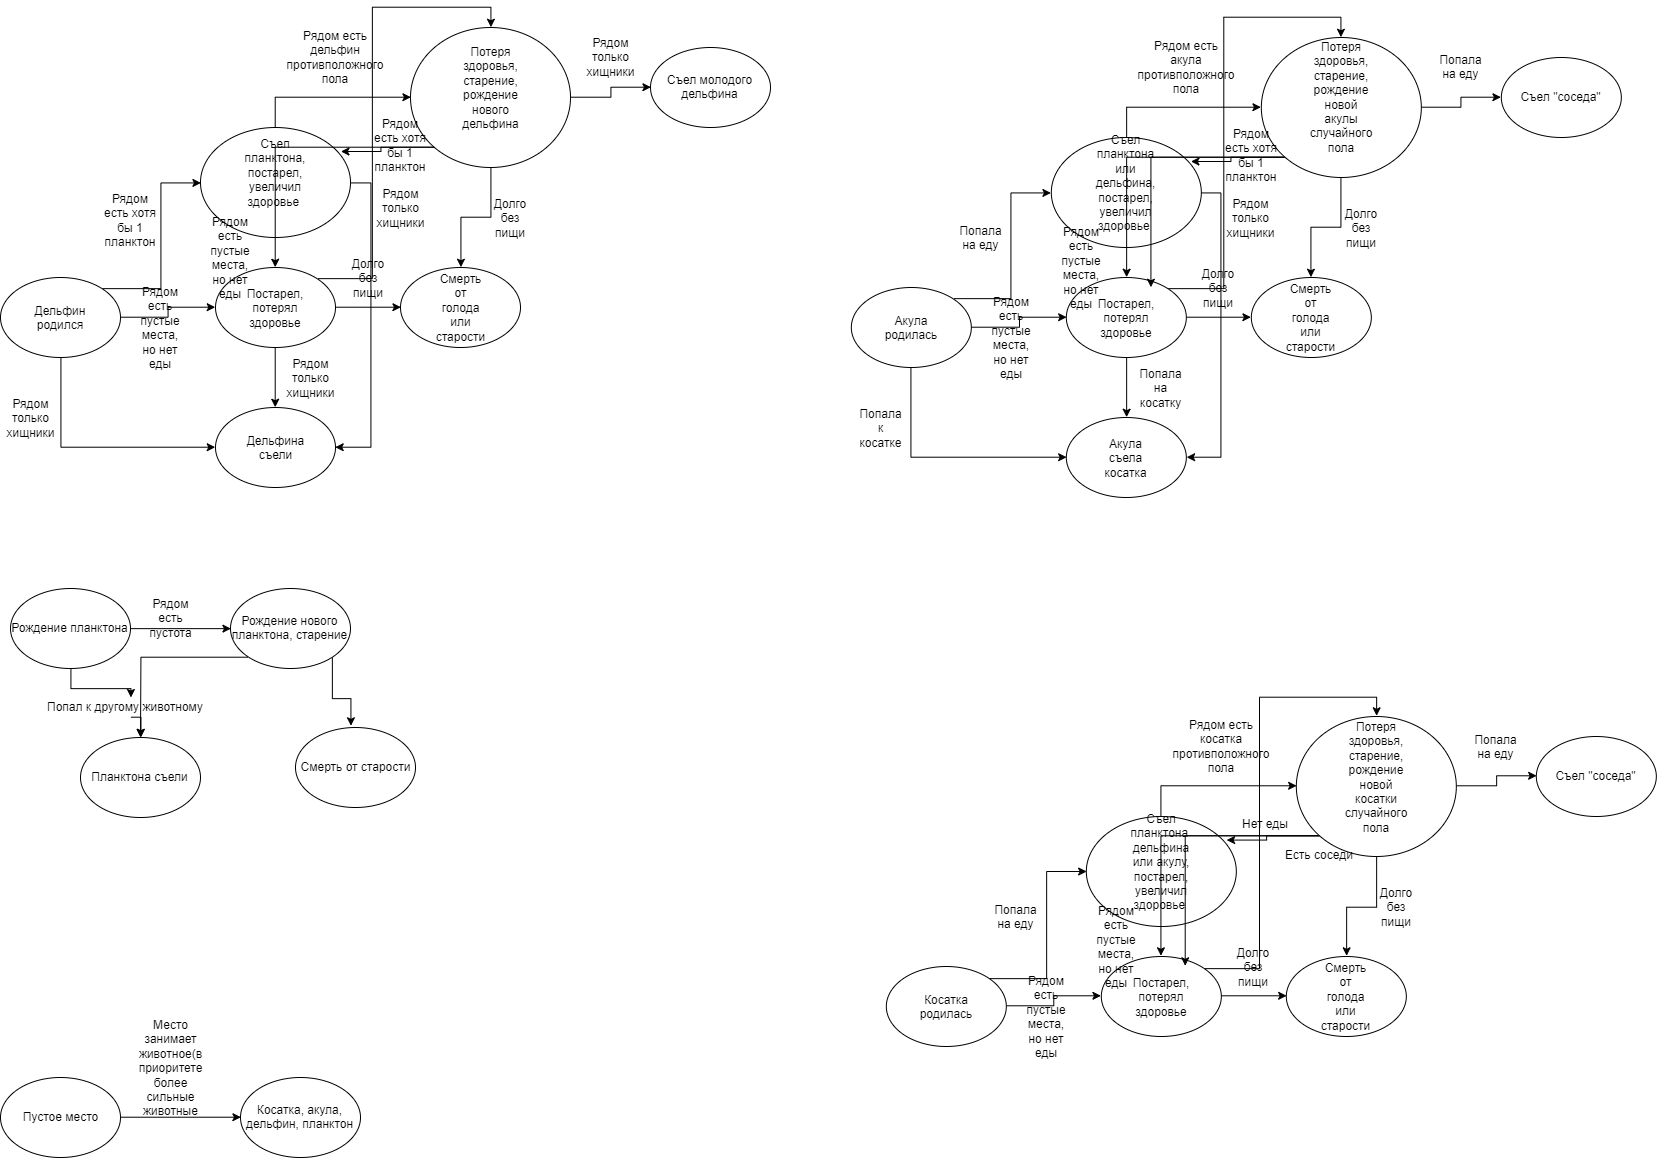 Рядом есть
дельфин
противположного
пола
Потеря
здоровья,
старение,
рождение
нового
дельфина
Рядом
только
хищники
Съел молодого
дельфина
Рядом
есть хотя
бы 1
планктон
Съел
планктона,
постарел,
увеличил
здоровье
Рядом
есть хотя
бы 1
планктон
Рядом
только
хищники
Долго
без
пищи
Рядом
есть
пустые
места,
но нет
еды
Долго
без
пищи
Дельфин
родился
Рядом
есть
пустые
места,
но нет
еды
Постарел,
потерял
здоровье
Смерть
от
голода
или
старости
Рядом
только
хищники
Рядом
только
хищники
Дельфина
съели
Рядом есть
акула
противположного
пола
Потеря
здоровья,
старение,
рождение
новой
акулы
случайного
пола
Попала
на еду
Съел "соседа"
Рядом
есть хотя
бы 1
планктон
Съел
планктона
или
дельфина,
постарел,
увеличил
здоровье
Попала
на еду
Рядом
только
хищники
Долго
без
пищи
Рядом
есть
пустые
места,
но нет
еды
Долго
без
пищи
Акула
родилась
Рядом
есть
пустые
места,
но нет
еды
Постарел,
потерял
здоровье
Смерть
от
голода
или
старости
Попала
на
косатку
Попала
к
косатке
Акула
съела
косатка
Рождение планктона
Рядом
есть
пустота
Рождение нового
планктона, старение
Попал к другому животному
Планктона съели
Смерть от старости
Рядом есть
косатка
противположного
пола
Потеря
здоровья,
старение,
рождение
новой
косатки
случайного
пола
Попала
на еду
Съел "соседа"
Нет еды
Есть соседи
Съел
планктона
дельфина
или акулу,
постарел,
увеличил
здоровье
Попала
на еду
Долго
без
пищи
Рядом
есть
пустые
места,
но нет
еды
Долго
без
пищи
Косатка
родилась
Рядом
есть
пустые
места,
но нет
еды
Постарел,
потерял
здоровье
Смерть
от
голода
или
старости
Место
занимает
животное(в
приоритете
более
сильные
животные
Пустое место
Косатка, акула,
дельфин, планктон